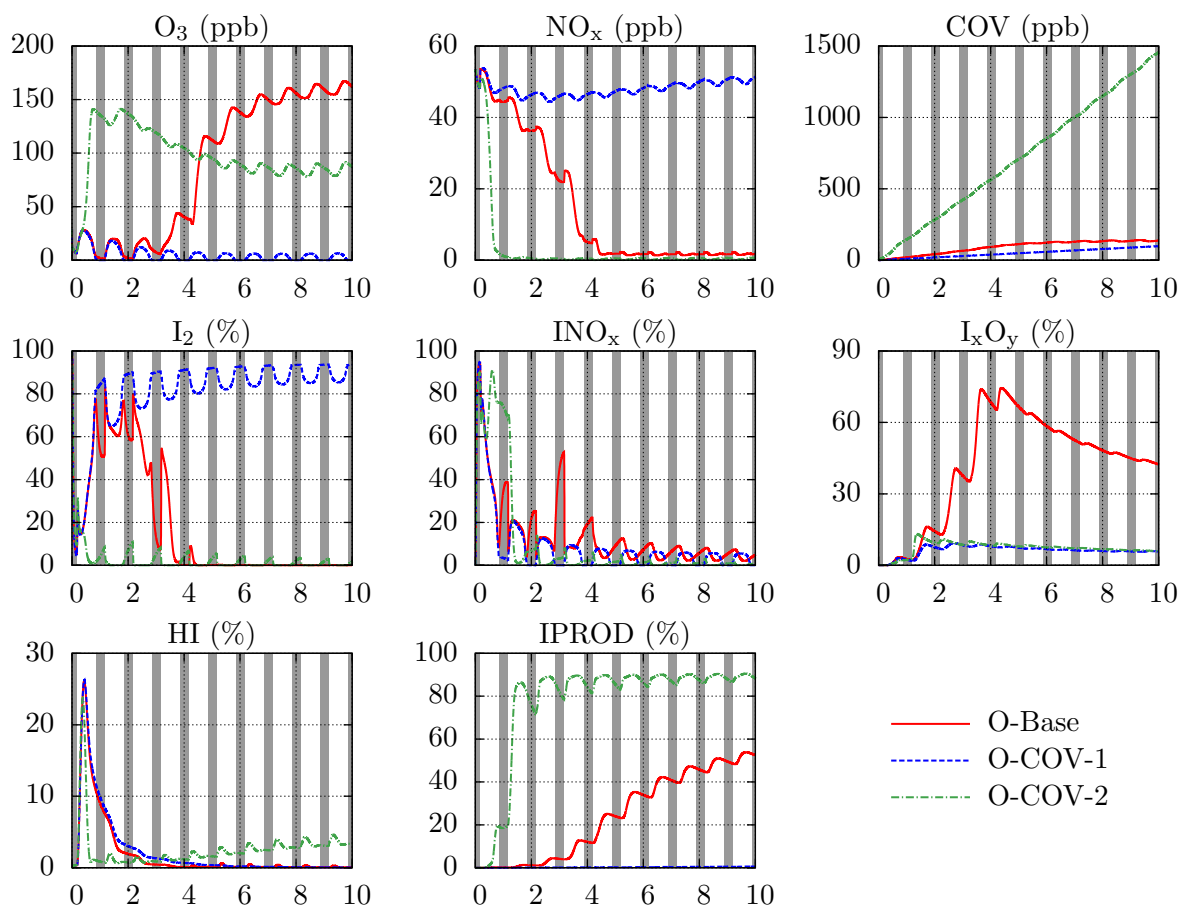 O₃ (ppb)
NOₓ (ppb)
COV (ppb)
200
150
100
50
0
0 2 4 6 8 10
60
40
20
0
0 2 4 6 8 10
1500
1000
500
0
0 2 4 6 8 10
I₂ (%)
INOₓ (%)
IₓOᵧ (%)
100
80
60
40
20
0
0 2 4 6 8 10
100
80
60
40
20
0
0 2 4 6 8 10
90
60
30
0
0 2 4 6 8 10
HI (%)
IPROD (%)
30
20
10
0
0 2 4 6 8 10
100
80
60
40
20
0
0 2 4 6 8 10
O-Base
O-COV-1
O-COV-2